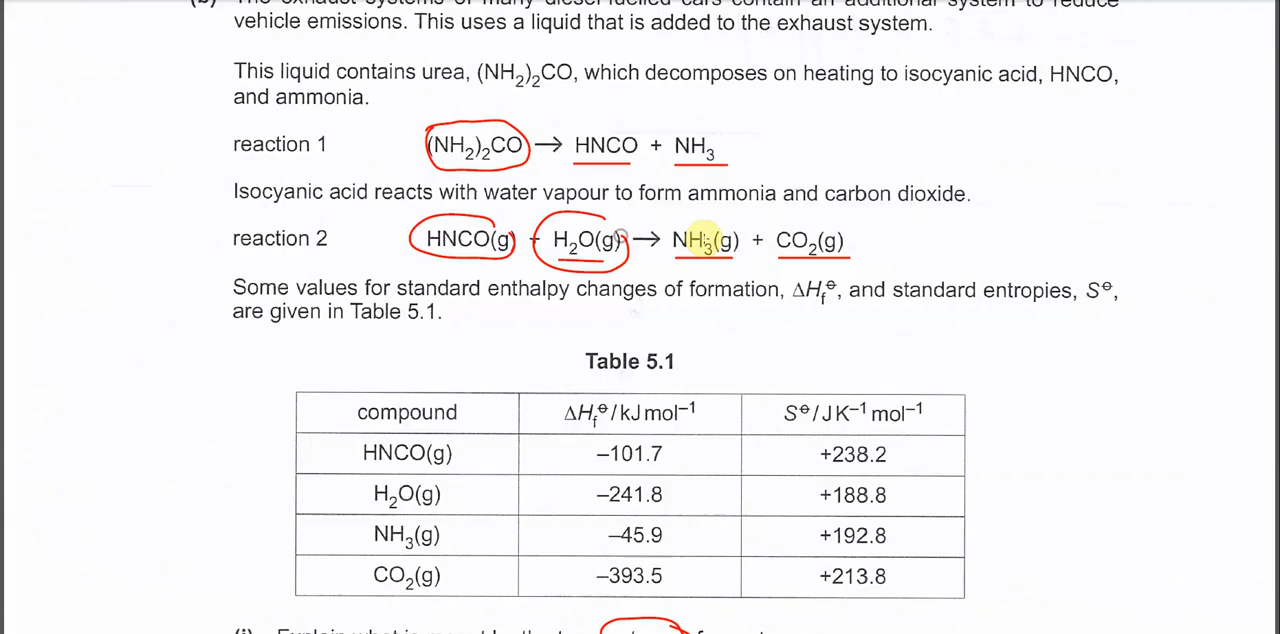 vehicle emissions. This uses a liquid that is added to the exhaust system.
This liquid contains urea, (NH₂)₂CO, which decomposes on heating to isocyanic acid, HNCO,
and ammonia.
reaction 1 (NH₂)₂CO → HNCO + NH₃
Isocyanic acid reacts with water vapour to form ammonia and carbon dioxide.
reaction 2 HNCO(g) + H₂O(g) → NH₃(g) + CO₂(g)
Some values for standard enthalpy changes of formation, ΔH_f^⦵, and standard entropies, S^⦵,
are given in Table 5.1.
Table 5.1
compound ΔH_f^⦵/kJ mol⁻¹ S^⦵/J K⁻¹ mol⁻¹
HNCO(g) –101.7 +238.2
H₂O(g) –241.8 +188.8
NH₃(g) –45.9 +192.8
CO₂(g) –393.5 +213.8